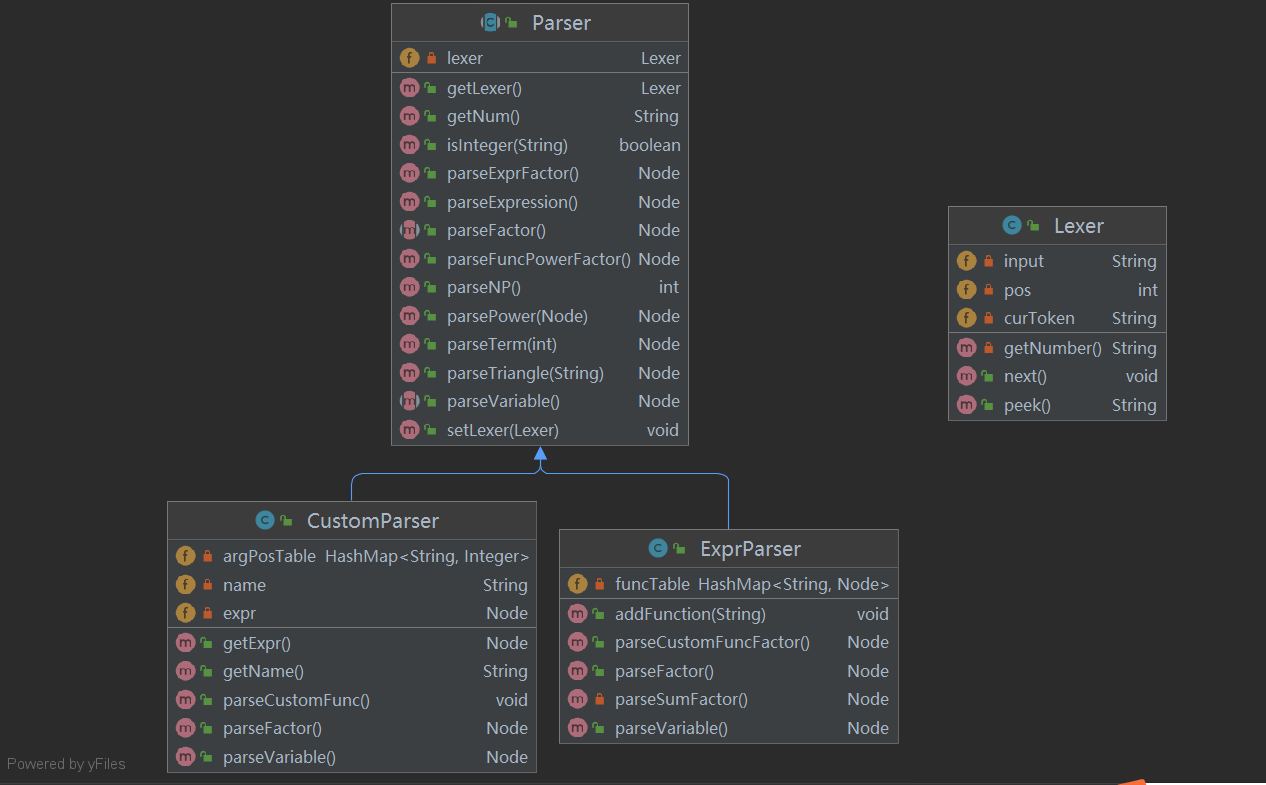 Parser
lexer Lexer
getLexer() Lexer
getNum() String
isInteger(String) boolean
parseExprFactor() Node
parseExpression() Node
parseFactor() Node
parseFuncPowerFactor() Node
parseNP() int
parsePower(Node) Node
parseTerm(int) Node
parseTriangle(String) Node
parseVariable() Node
setLexer(Lexer) void
Lexer
input String
pos int
curToken String
getNumber() String
next() void
peek() String
CustomParser
argPosTable HashMap<String, Integer>
name String
expr Node
getExpr() Node
getName() String
parseCustomFunc() void
parseFactor() Node
parseVariable() Node
ExprParser
funcTable HashMap<String, Node>
addFunction(String) void
parseCustomFuncFactor() Node
parseFactor() Node
parseSumFactor() Node
parseVariable() Node
Powered by yFiles